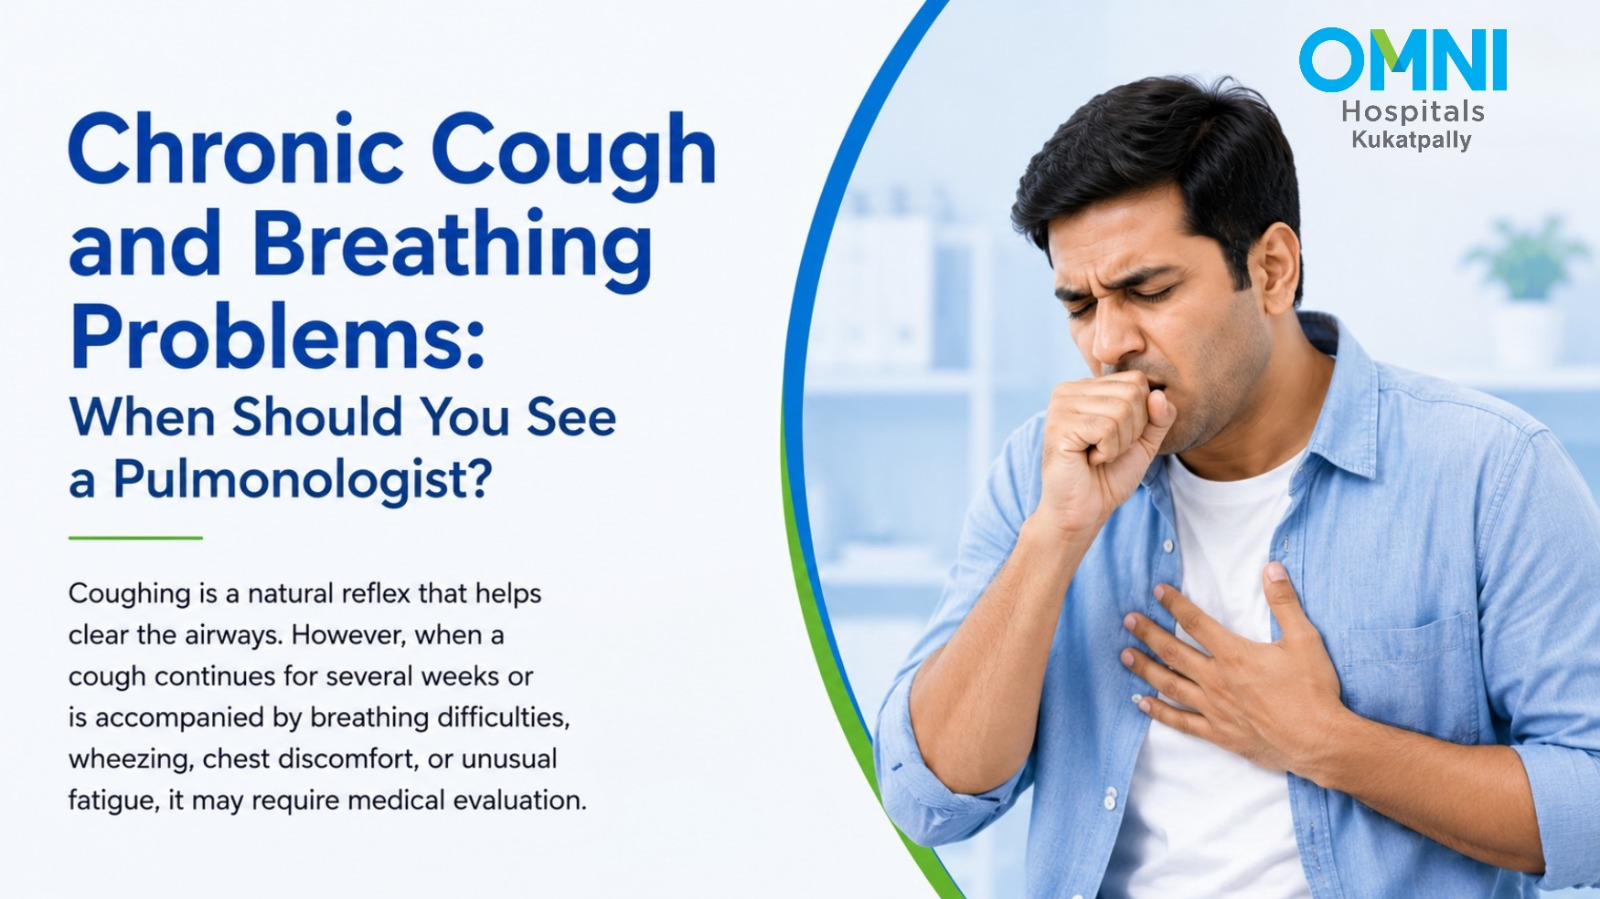 Chronic Cough
and Breathing
Problems:
When Should You See
a Pulmonologist?
Coughing is a natural reflex that helps
clear the airways. However, when a
cough continues for several weeks or
is accompanied by breathing difficulties,
wheezing, chest discomfort, or unusual
fatigue, it may require medical evaluation.
OMNI
Hospitals
Kukatpally